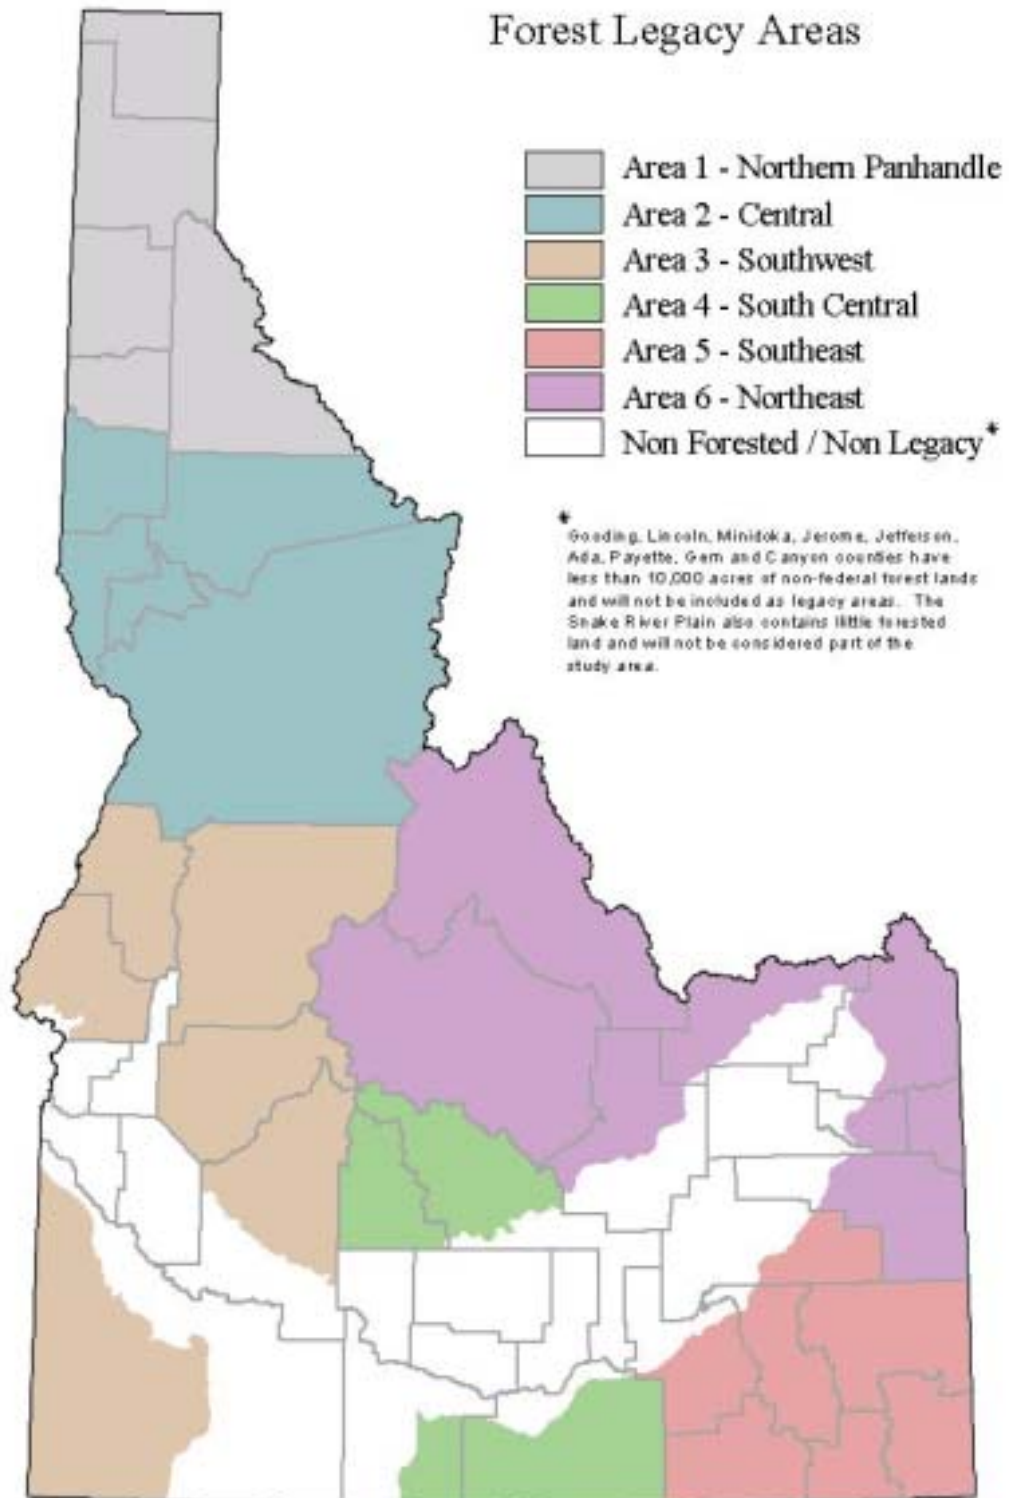 Forest Legacy Areas
Area 1 - Northern Panhandle
Area 2 - Central
Area 3 - Southwest
Area 4 - South Central
Area 5 - Southeast
Area 6 - Northeast
Non Forested / Non Legacy*
*
Gooding, Lincoln, Minidoka, Jerome, Jefferson,
Ada, Payette, Gem and Canyon counties have
less than 10,000 acres of non-federal forest lands
and will not be included as legacy areas. The
Snake River Plain also contains little forested
land and will not be considered part of the
study area.